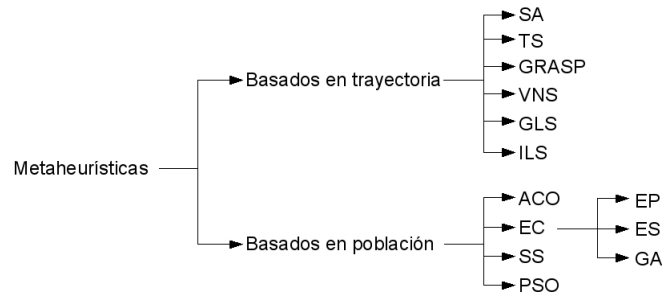 SA
TS
GRASP
Basados en trayectoria
VNS
GLS
ILS
Metaheurísticas
ACO
EP
EC
ES
Basados en población
SS
GA
PSO